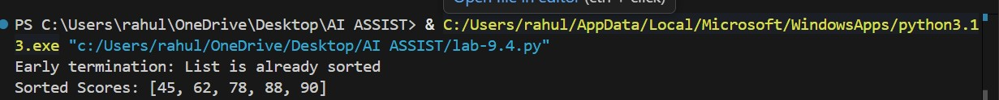 Open file in editor (ctrl + click)
PS C:\Users\rahul\OneDrive\Desktop\AI ASSIST> & C:/Users/rahul/AppData/Local/Microsoft/WindowsApps/python3.1
3.exe "c:/Users/rahul/OneDrive/Desktop/AI ASSIST/lab-9.4.py"
Early termination: List is already sorted
Sorted Scores: [45, 62, 78, 88, 90]